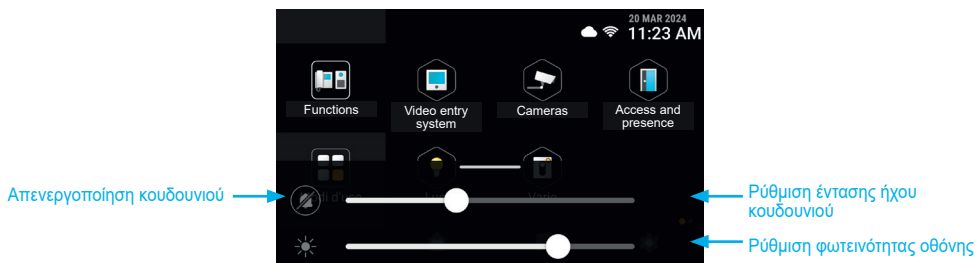 20 MAR 2024
11:23 AM
Functions
Video entry
system
Cameras
Access and
presence
Απενεργοποίηση κουδουνιού
Ρύθμιση έντασης ήχου
κουδουνιού
Ρύθμιση φωτεινότητας οθόνης